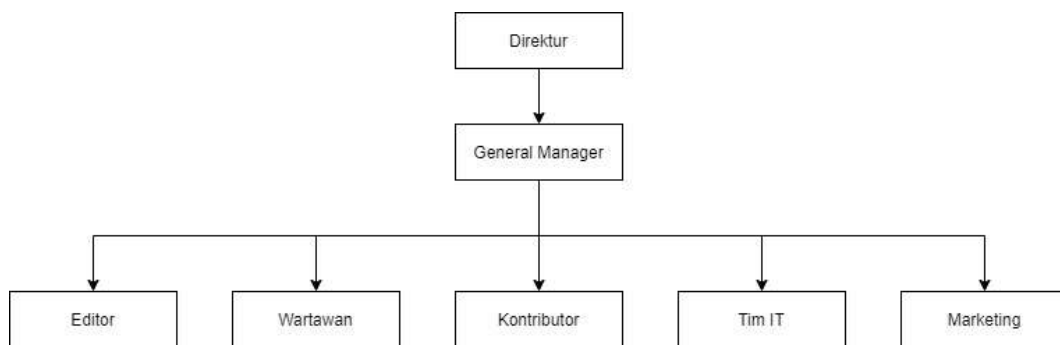 Direktur
General Manager
Editor
Wartawan
Kontributor
Tim IT
Marketing